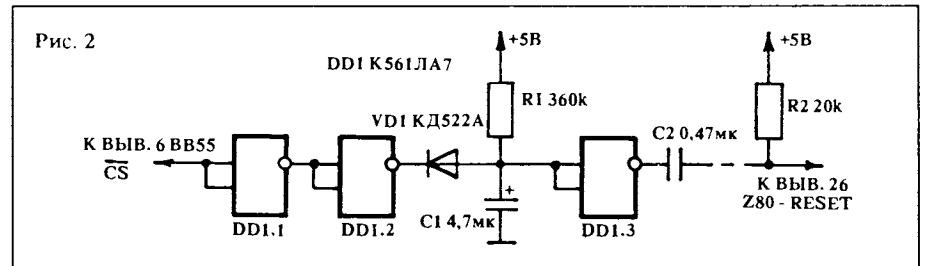 Рис. 2
+5В
+5В
DD1 К561ЛА7
R1 360k
R2 20k
VD1 КД522А
К ВЫВ. 6 ВВ55
C2 0,47мк
CS
+
К ВЫВ. 26
Z80 - RESET
C1 4,7мк
DD1.1
DD1.2
DD1.3